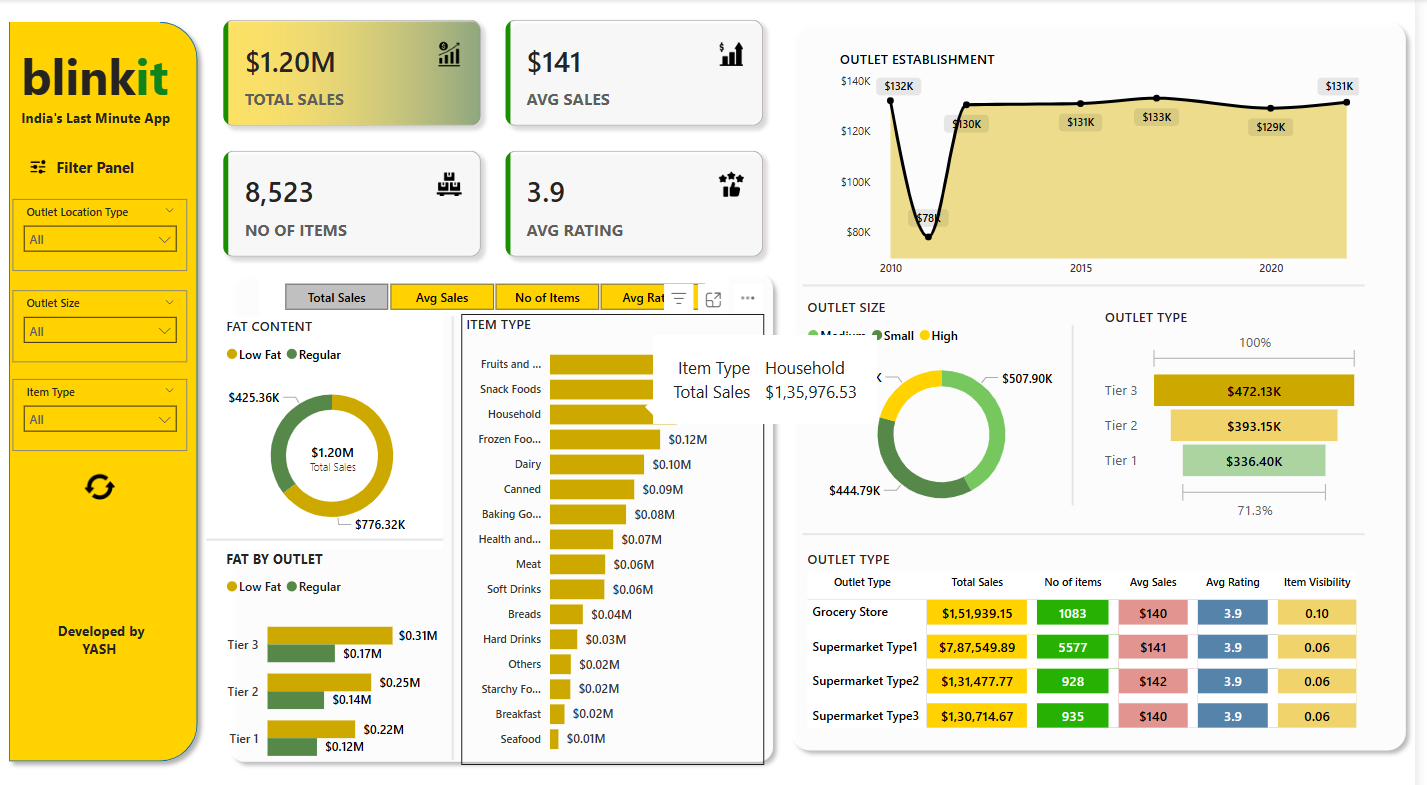 blinkit
India's Last Minute App
Filter Panel
Outlet Location Type
All
Outlet Size
All
Item Type
All
Developed by
YASH
$1.20M
TOTAL SALES
$141
AVG SALES
8,523
NO OF ITEMS
3.9
AVG RATING
Total Sales
Avg Sales
No of Items
Avg Rat
FAT CONTENT
Low Fat
Regular
$425.36K
$1.20M
Total Sales
$776.32K
FAT BY OUTLET
Low Fat
Regular
Tier 3
$0.31M
$0.17M
Tier 2
$0.25M
$0.14M
Tier 1
$0.22M
$0.12M
ITEM TYPE
Fruits and ...
Snack Foods
Household
Frozen Foo... $0.12M
Dairy $0.10M
Canned $0.09M
Baking Go... $0.08M
Health and... $0.07M
Meat $0.06M
Soft Drinks $0.06M
Breads $0.04M
Hard Drinks $0.03M
Others $0.02M
Starchy Fo... $0.02M
Breakfast $0.02M
Seafood $0.01M
Item Type Household
Total Sales $1,35,976.53
OUTLET ESTABLISHMENT
$140K
$120K
$100K
$80K
$132K
$78K
$130K
$131K
$133K
$129K
$131K
2010 2015 2020
OUTLET SIZE
Medium Small High
K
$507.90K
$444.79K
OUTLET TYPE
100%
Tier 3 $472.13K
Tier 2 $393.15K
Tier 1 $336.40K
71.3%
OUTLET TYPE
Outlet Type Total Sales No of items Avg Sales Avg Rating Item Visibility
Grocery Store $1,51,939.15 1083 $140 3.9 0.10
Supermarket Type1 $7,87,549.89 5577 $141 3.9 0.06
Supermarket Type2 $1,31,477.77 928 $142 3.9 0.06
Supermarket Type3 $1,30,714.67 935 $140 3.9 0.06